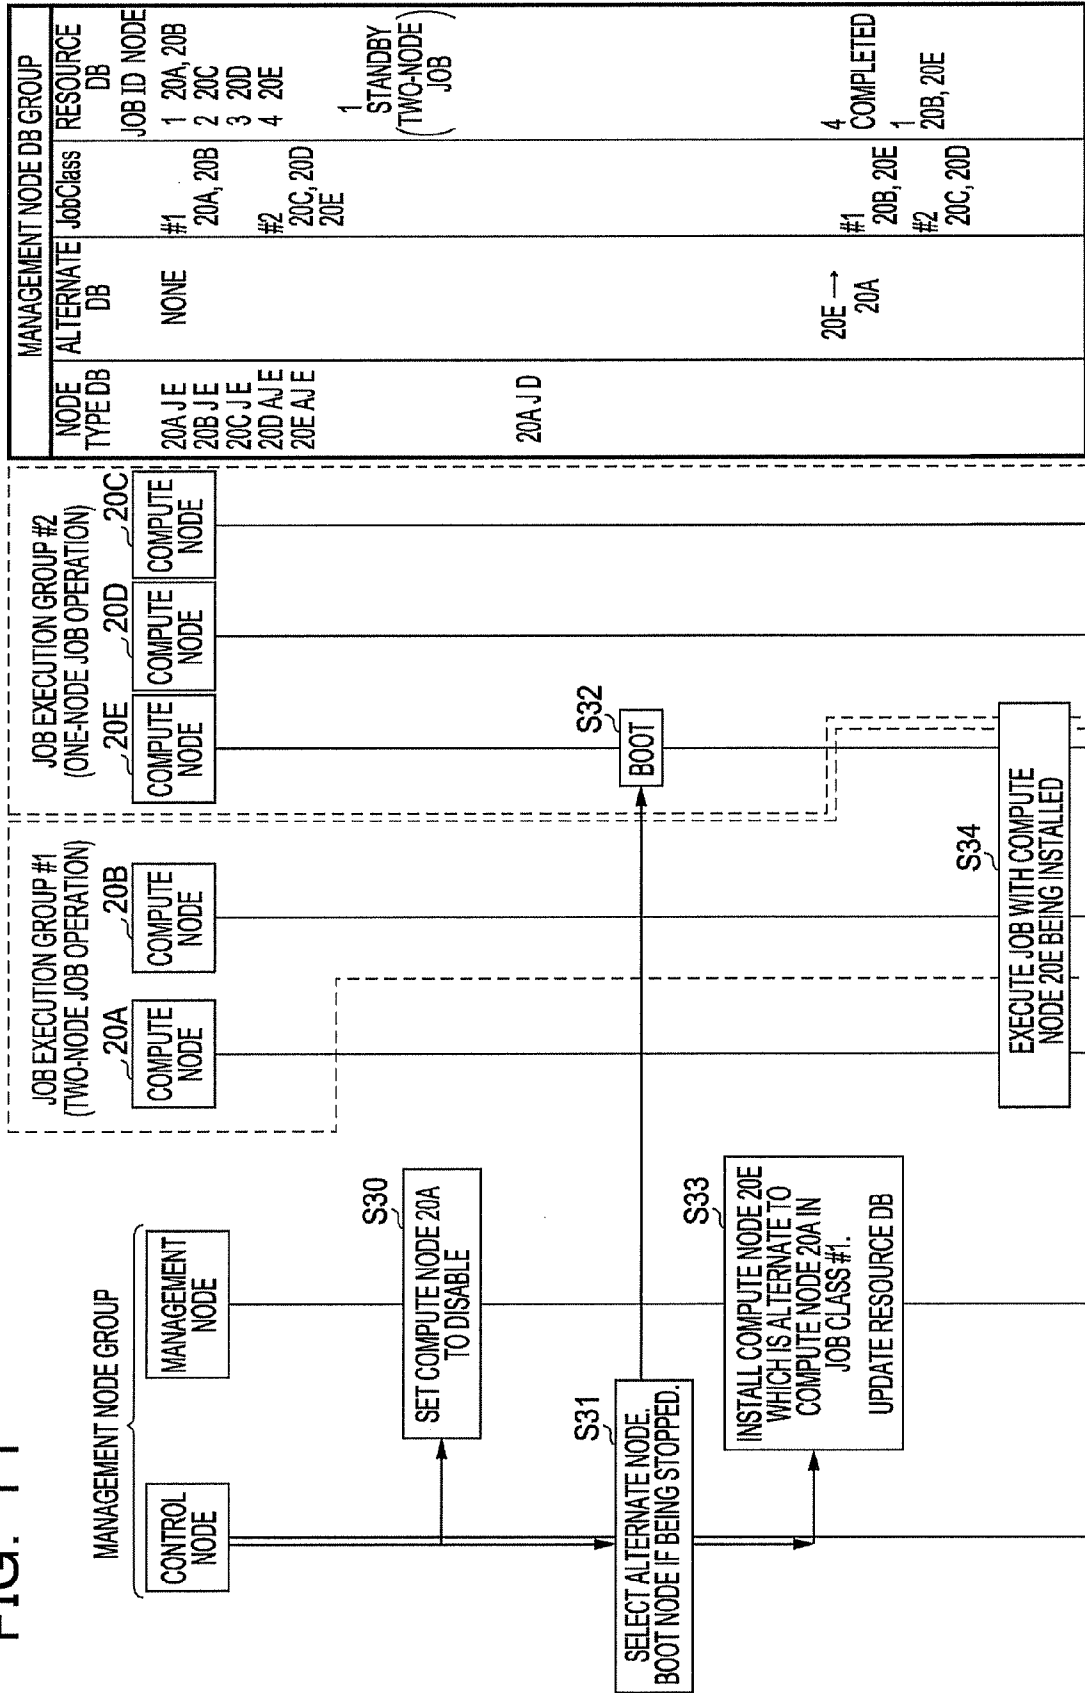 FIG. 11
MANAGEMENT NODE GROUP
CONTROL
NODE
MANAGEMENT
NODE
JOB EXECUTION GROUP #1
(TWO-NODE JOB OPERATION)
20A
COMPUTE
NODE
20B
COMPUTE
NODE
JOB EXECUTION GROUP #2
(ONE-NODE JOB OPERATION)
20E
COMPUTE
NODE
20D
COMPUTE
NODE
20C
COMPUTE
NODE
S30
SET COMPUTE NODE 20A
TO DISABLE
S31
SELECT ALTERNATE NODE.
BOOT NODE IF BEING STOPPED.
S32
BOOT
S33
INSTALL COMPUTE NODE 20E
WHICH IS ALTERNATE TO
COMPUTE NODE 20A IN
JOB CLASS #1.
UPDATE RESOURCE DB
S34
EXECUTE JOB WITH COMPUTE
NODE 20E BEING INSTALLED
MANAGEMENT NODE DB GROUP
NODE
TYPE DB
20A J E
20B J E
20C J E
20D AJ E
20E AJ E
20A J D
ALTERNATE
DB
NONE
20E →
20A
JobClass
#1
20A, 20B
#2
20C, 20D
20E
#1
20B, 20E
#2
20C, 20D
RESOURCE
DB
JOB ID NODE
1 20A, 20B
2 20C
3 20D
4 20E
1
STANDBY
(TWO-NODE
JOB)
4
COMPLETED
1
20B, 20E